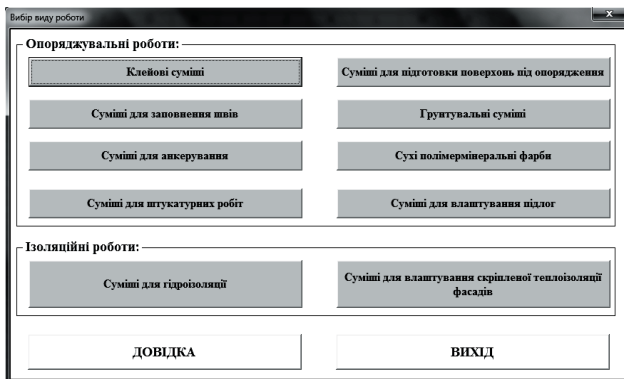 Вибір виду роботи
x
Опоряджувальні роботи:
Клейові суміші
Суміші для підготовки поверхонь під опорядження
Суміші для заповнення швів
Грунтувальні суміші
Суміші для анкерування
Сухі полімермінеральні фарби
Суміші для штукатурних робіт
Суміші для влаштування підлог
Ізоляційні роботи:
Суміші для гідроізоляції
Суміші для влаштування скріпленої теплоізоляції
фасадів
ДОВІДКА
ВИХІД